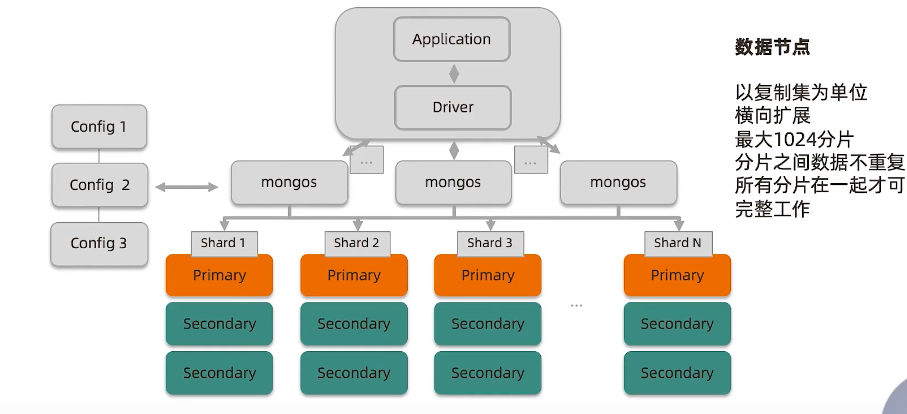 Application
Driver
数据节点
以复制集为单位
横向扩展
最大1024分片
分片之间数据不重复
所有分片在一起才可
完整工作
Config 1
Config 2
Config 3
...
...
mongos
mongos
mongos
Shard 1
Shard 2
Shard 3
Shard N
Primary
Primary
Primary
Primary
...
Secondary
Secondary
Secondary
Secondary
Secondary
Secondary
Secondary
Secondary